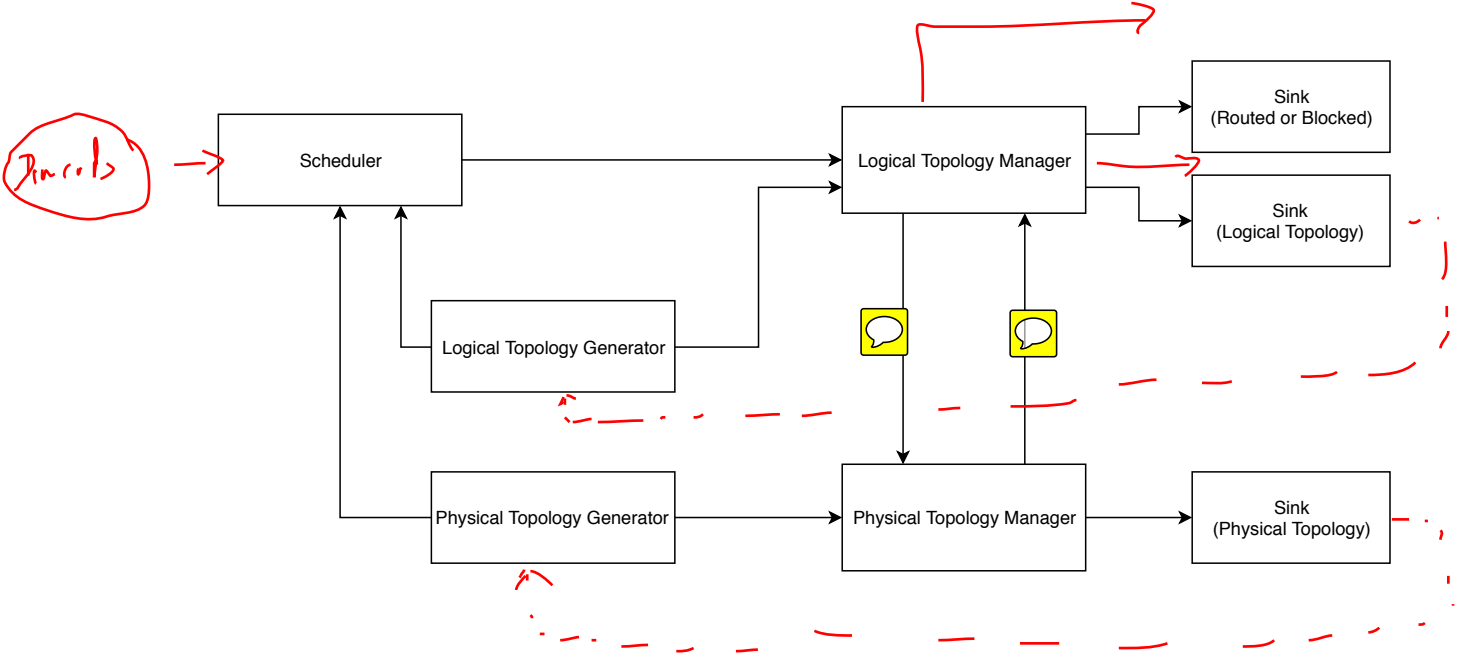 Scheduler
Logical Topology Manager
Sink
(Routed or Blocked)
Sink
(Logical Topology)
Logical Topology Generator
Physical Topology Generator
Physical Topology Manager
Sink
(Physical Topology)